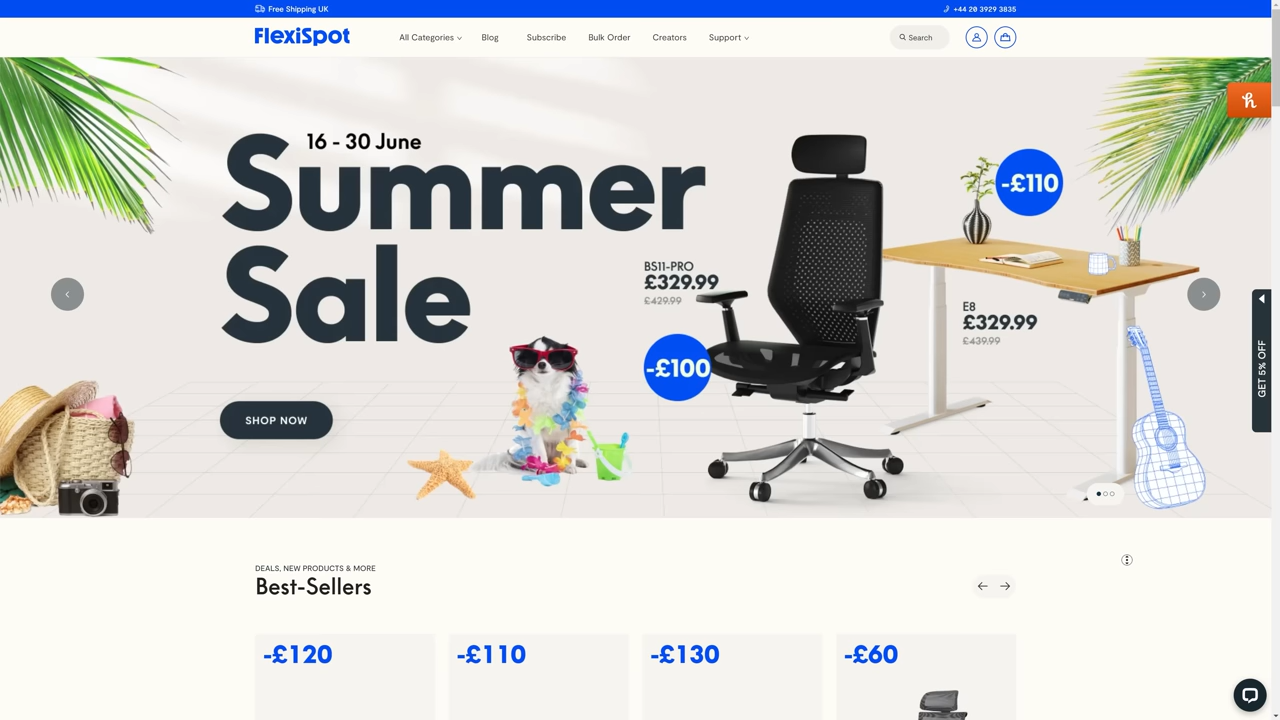 Free Shipping UK
+44 20 3929 3835
FlexiSpot
All Categories
Blog
Subscribe
Bulk Order
Creators
Support
Search
16 - 30 June
Summer
Sale
SHOP NOW
BS11-PRO
£329.99
£429.99
-£100
-£110
E8
£329.99
£439.99
GET 5% OFF
DEALS, NEW PRODUCTS & MORE
Best-Sellers
-£120
-£110
-£130
-£60